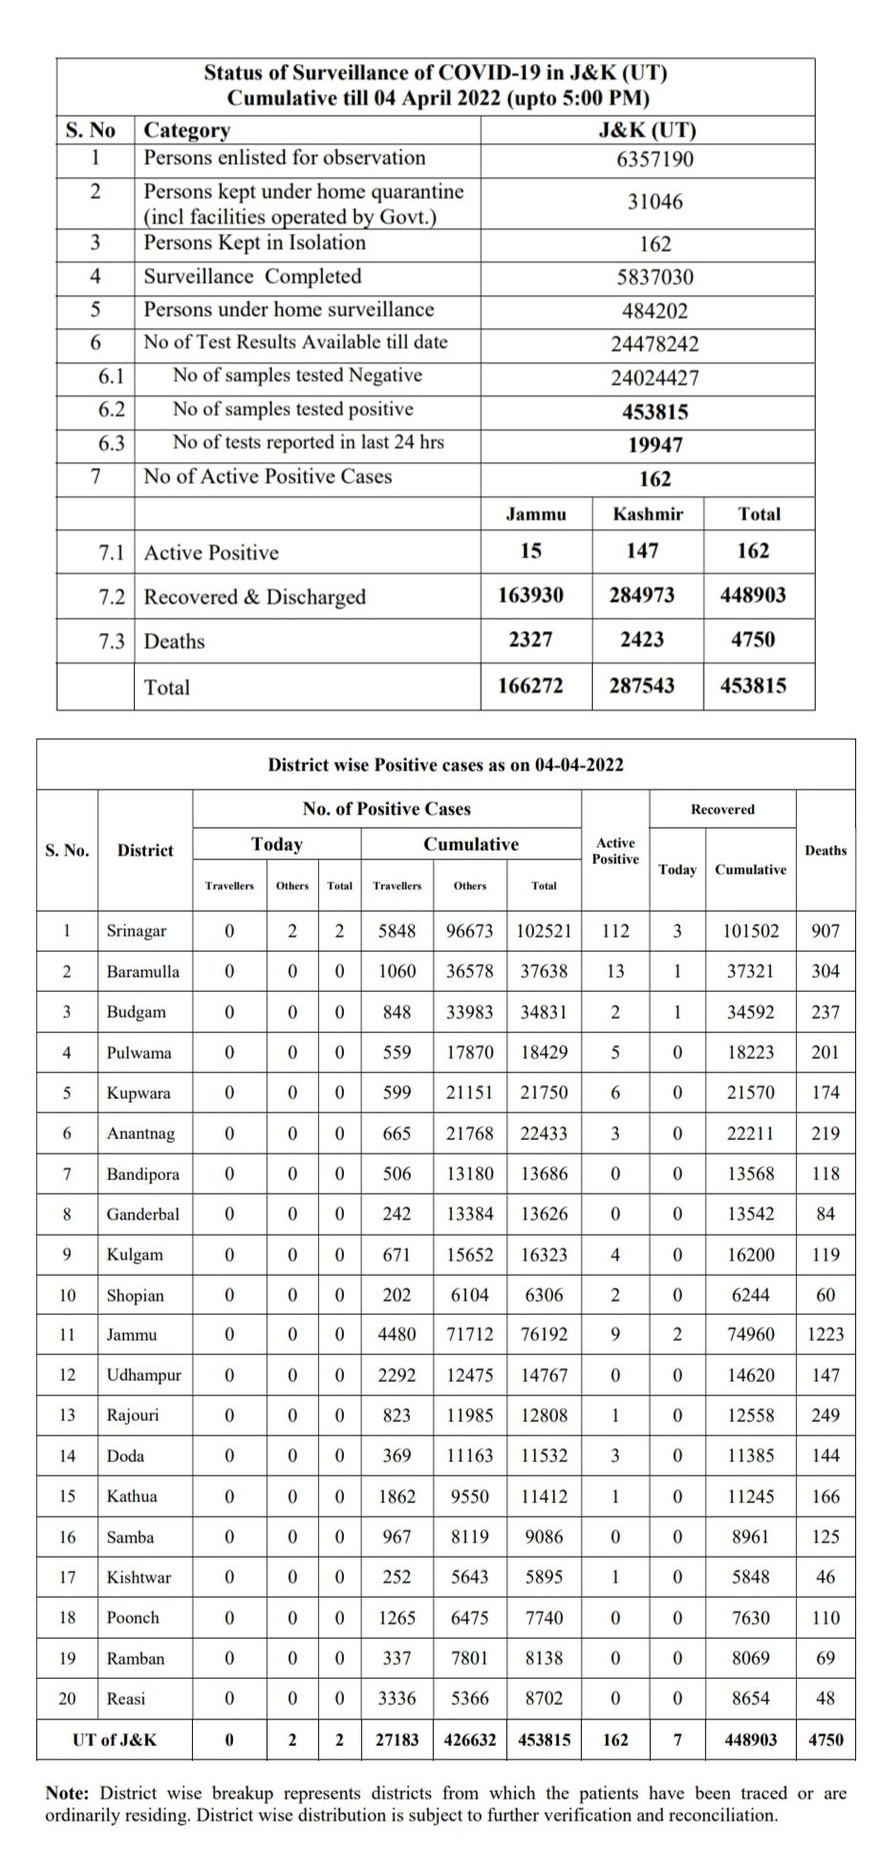 Status of Surveillance of COVID-19 in J&K (UT)
Cumulative till 04 April 2022 (upto 5:00 PM)
S. No Category J&K (UT)
1 Persons enlisted for observation 6357190
2 Persons kept under home quarantine
(incl facilities operated by Govt.) 31046
3 Persons Kept in Isolation 162
4 Surveillance Completed 5837030
5 Persons under home surveillance 484202
6 No of Test Results Available till date 24478242
6.1 No of samples tested Negative 24024427
6.2 No of samples tested positive 453815
6.3 No of tests reported in last 24 hrs 19947
7 No of Active Positive Cases 162
Jammu Kashmir Total
7.1 Active Positive 15 147 162
7.2 Recovered & Discharged 163930 284973 448903
7.3 Deaths 2327 2423 4750
Total 166272 287543 453815
District wise Positive cases as on 04-04-2022
No. of Positive Cases Recovered
S. No. District Today Cumulative Active
Positive Today Cumulative Deaths
Travellers Others Total Travellers Others Total
1 Srinagar 0 2 2 5848 96673 102521 112 3 101502 907
2 Baramulla 0 0 0 1060 36578 37638 13 1 37321 304
3 Budgam 0 0 0 848 33983 34831 2 1 34592 237
4 Pulwama 0 0 0 559 17870 18429 5 0 18223 201
5 Kupwara 0 0 0 599 21151 21750 6 0 21570 174
6 Anantnag 0 0 0 665 21768 22433 3 0 22211 219
7 Bandipora 0 0 0 506 13180 13686 0 0 13568 118
8 Ganderbal 0 0 0 242 13384 13626 0 0 13542 84
9 Kulgam 0 0 0 671 15652 16323 4 0 16200 119
10 Shopian 0 0 0 202 6104 6306 2 0 6244 60
11 Jammu 0 0 0 4480 71712 76192 9 2 74960 1223
12 Udhampur 0 0 0 2292 12475 14767 0 0 14620 147
13 Rajouri 0 0 0 823 11985 12808 1 0 12558 249
14 Doda 0 0 0 369 11163 11532 3 0 11385 144
15 Kathua 0 0 0 1862 9550 11412 1 0 11245 166
16 Samba 0 0 0 967 8119 9086 0 0 8961 125
17 Kishtwar 0 0 0 252 5643 5895 1 0 5848 46
18 Poonch 0 0 0 1265 6475 7740 0 0 7630 110
19 Ramban 0 0 0 337 7801 8138 0 0 8069 69
20 Reasi 0 0 0 3336 5366 8702 0 0 8654 48
UT of J&K 0 2 2 27183 426632 453815 162 7 448903 4750
Note: District wise breakup represents districts from which the patients have been traced or are
ordinarily residing. District wise distribution is subject to further verification and reconciliation.